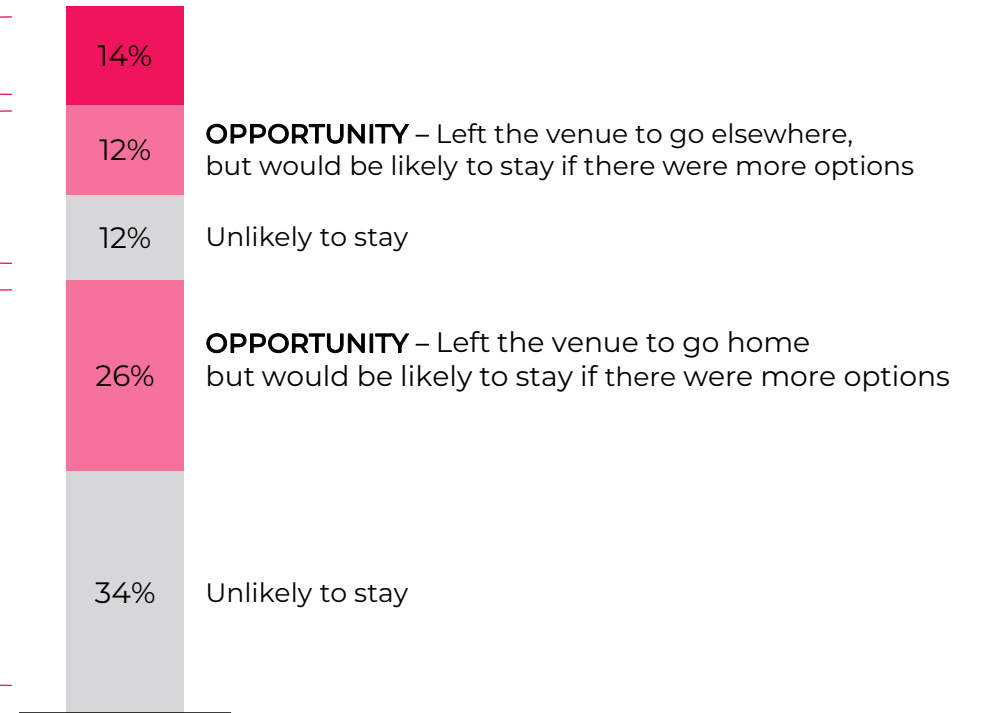 14%
12%
OPPORTUNITY – Left the venue to go elsewhere,
but would be likely to stay if there were more options
12%
Unlikely to stay
26%
OPPORTUNITY – Left the venue to go home
but would be likely to stay if there were more options
34%
Unlikely to stay